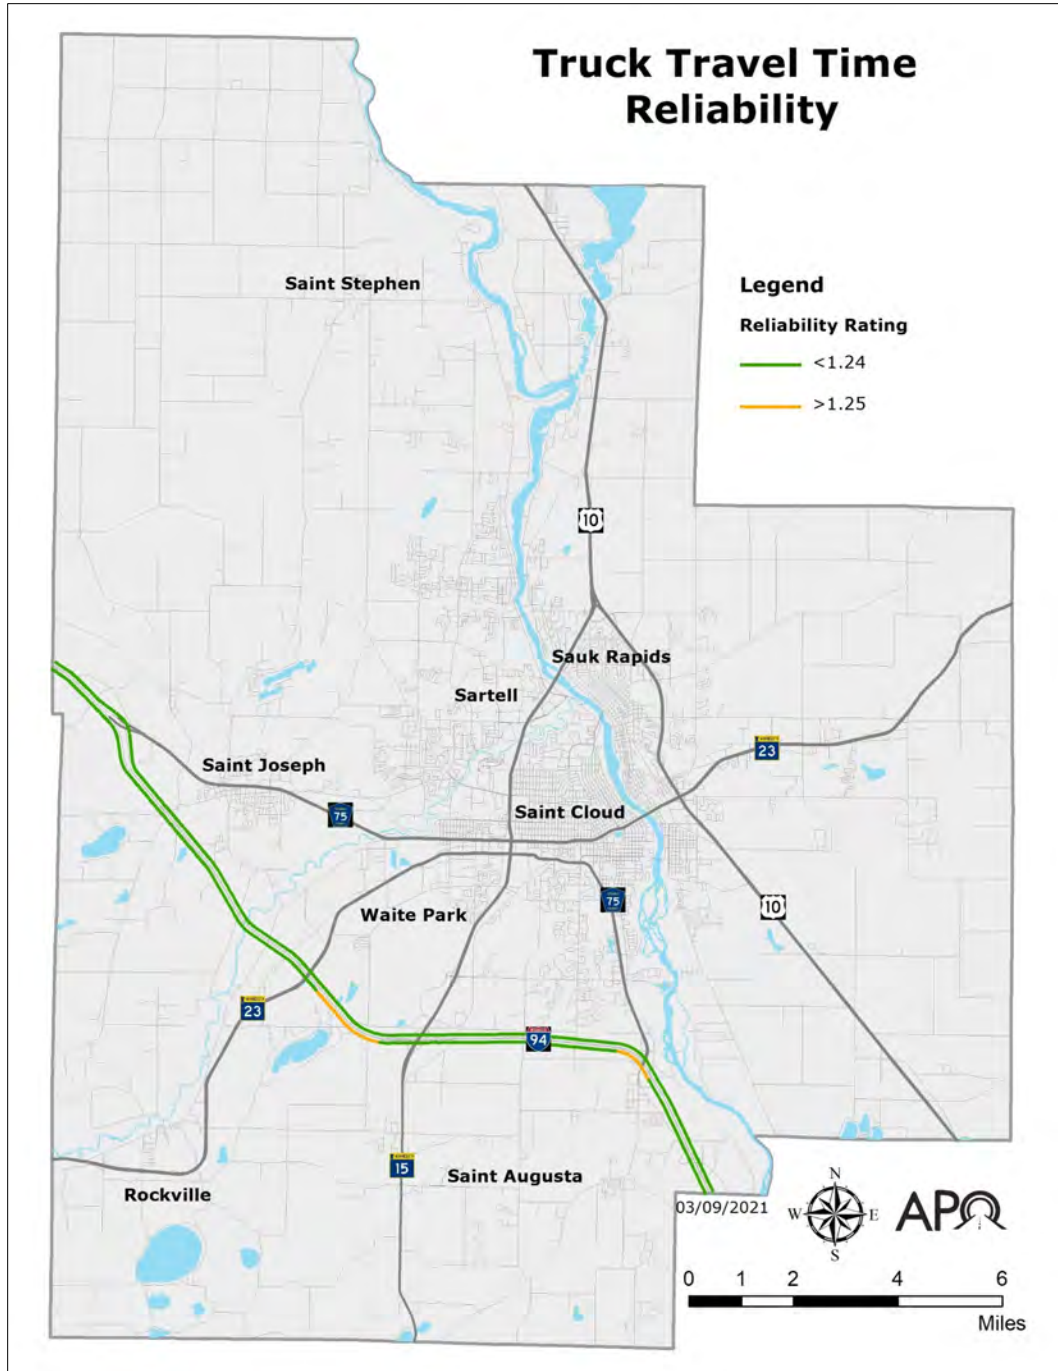 Truck Travel Time
Reliability
Saint Stephen
Legend
Reliability Rating
<1.24
>1.25
10
Sauk Rapids
Sartell
23
Saint Joseph
75
Saint Cloud
75
10
Waite Park
23
94
15
Saint Augusta
Rockville
03/09/2021
N
W
E
S
APO
0 1 2 4 6
Miles